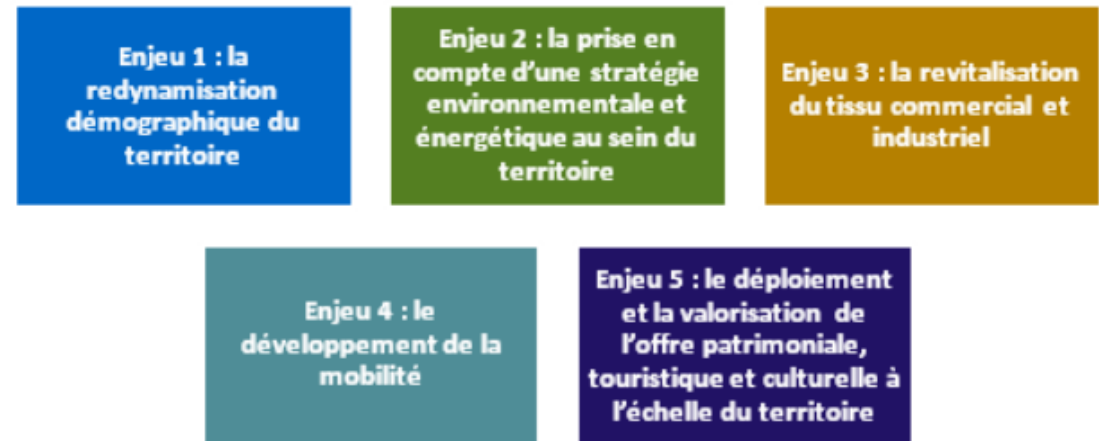 Enjeu 1 : la
redynamisation
démographique du
territoire
Enjeu 2 : la prise en
compte d'une stratégie
environnementale et
énergétique au sein du
territoire
Enjeu 3 : la revitalisation
du tissu commercial et
industriel
Enjeu 4 : le
développement de la
mobilité
Enjeu 5 : le déploiement
et la valorisation de
l'offre patrimoniale,
touristique et culturelle à
l'échelle du territoire